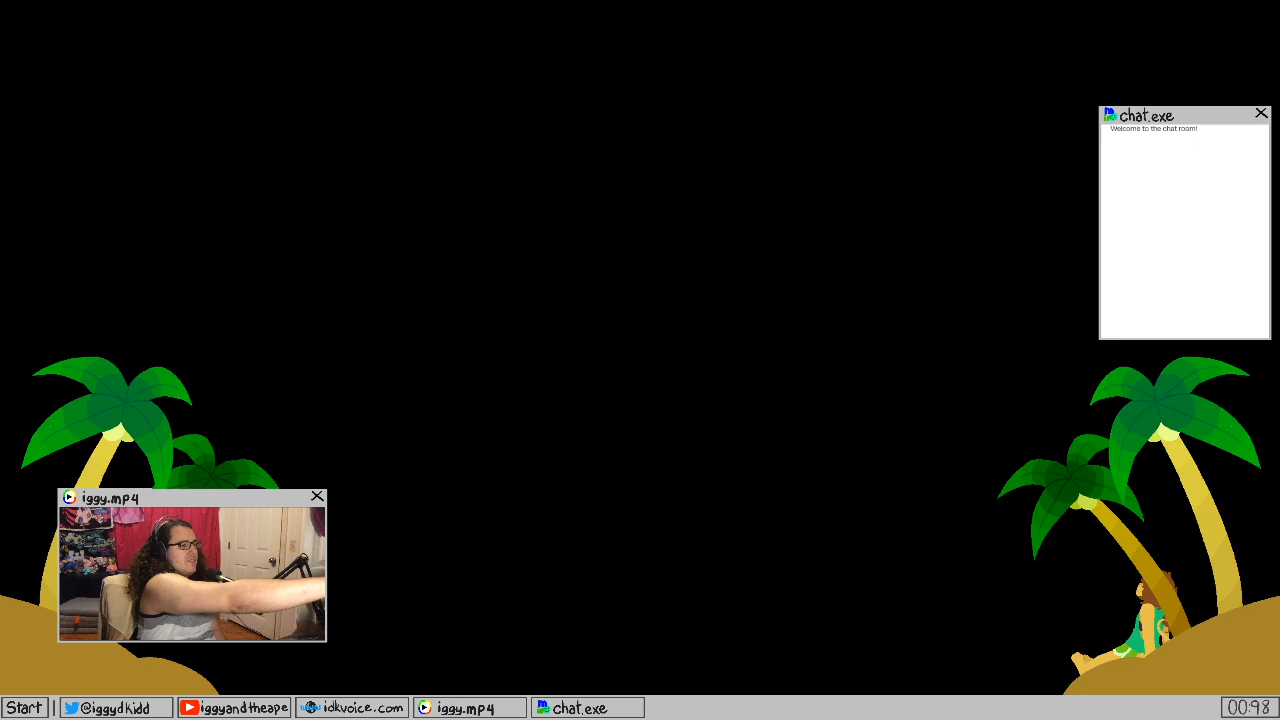 chat.exe
Welcome to the chat room!
iggy.mp4
Start | @iggydkidd iggyandtheape www idkvoice.com iggy.mp4 chat.exe 00:98